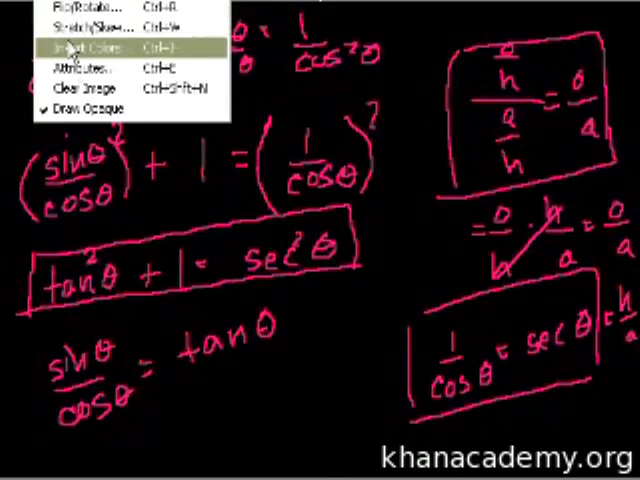 Flip/Rotate... Ctrl+R
Stretch/Skew... Ctrl+W
Invert Colors Ctrl+I
Attributes... Ctrl+E
Clear Image Ctrl+Shft+N
✓ Draw Opaque
1/cos²θ
(sinθ/cosθ)² + 1 = (1/cosθ)²
tan²θ + 1 = sec²θ
sinθ/cosθ = tanθ
(o/h)/(a/h) = o/a
= o/h · h/a = o/a
1/cosθ = secθ = h/a
khanacademy.org